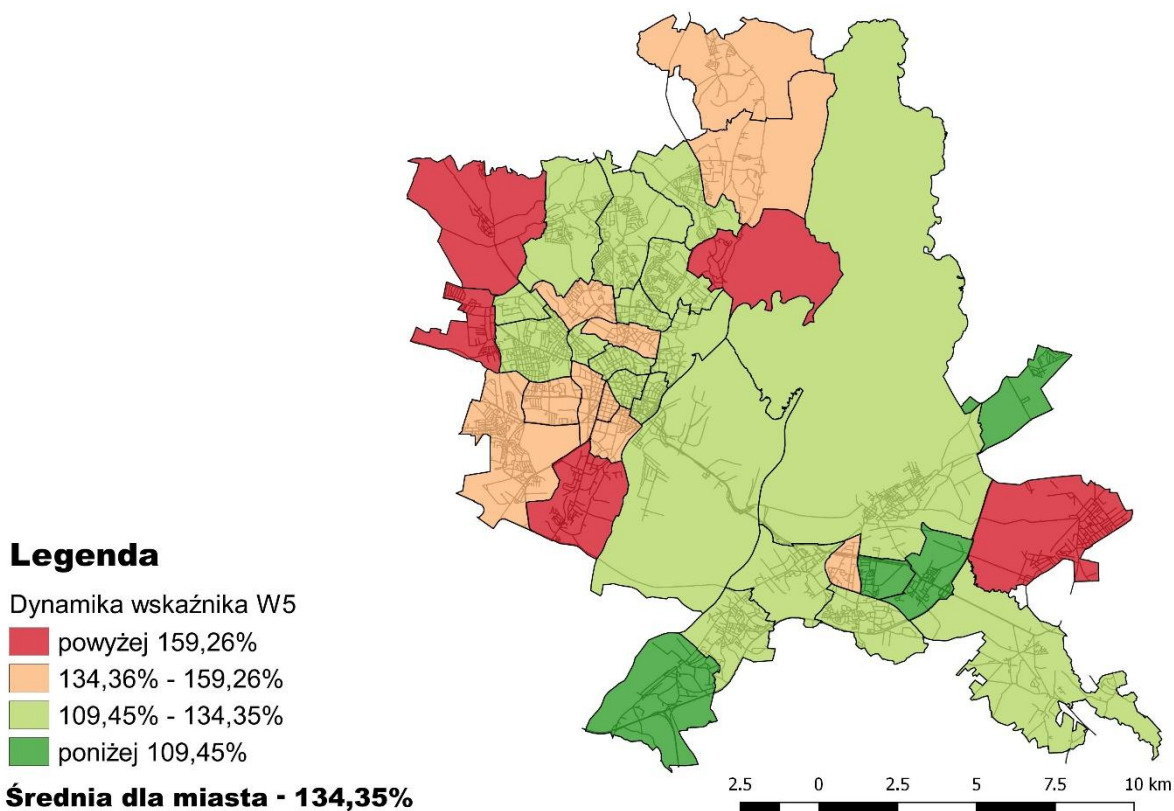 Legenda
Dynamika wskaźnika W5
powyżej 159,26%
134,36% - 159,26%
109,45% - 134,35%
poniżej 109,45%
Średnia dla miasta - 134,35%
2.5 0 2.5 5 7.5 10 km